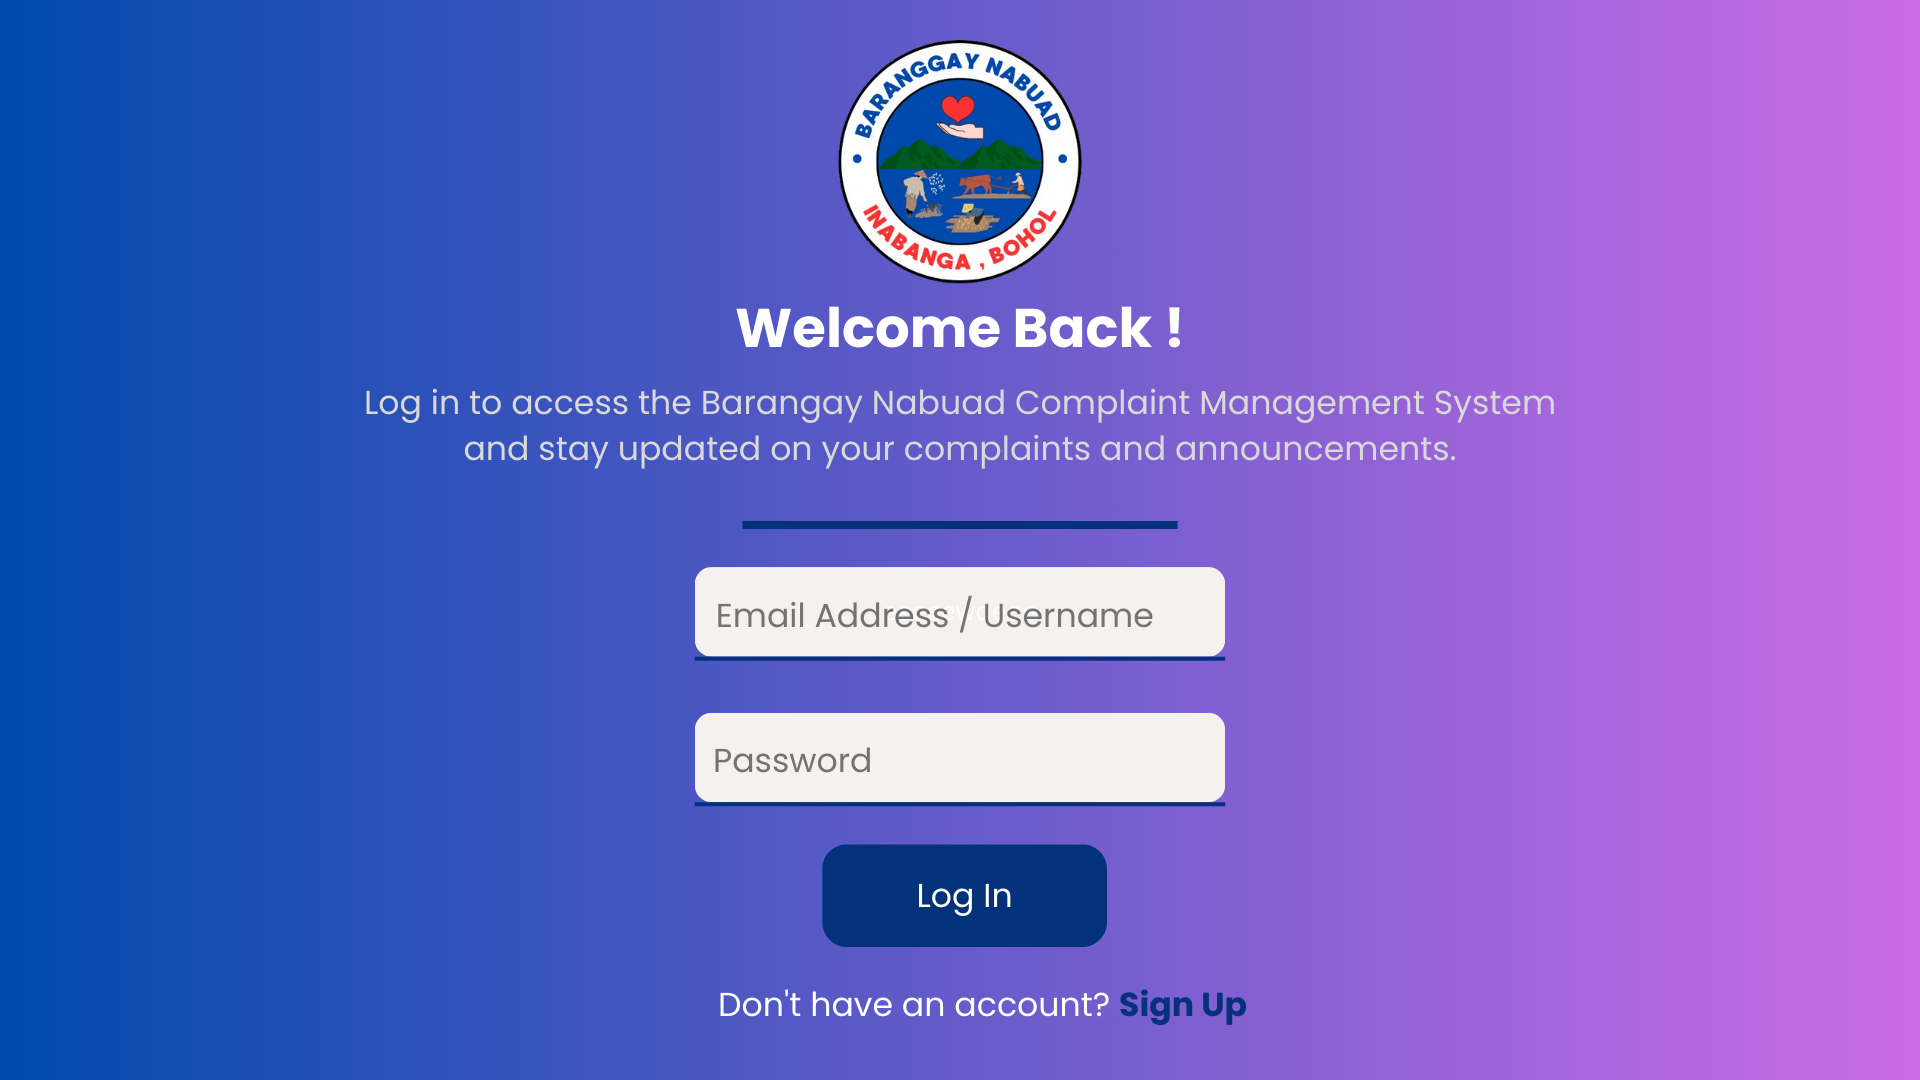 BARANGGAY NABUAD
INABANGA , BOHOL
Welcome Back !
Log in to access the Barangay Nabuad Complaint Management System
and stay updated on your complaints and announcements.
Email Address / Username
Password
Log In
Don't have an account? Sign Up